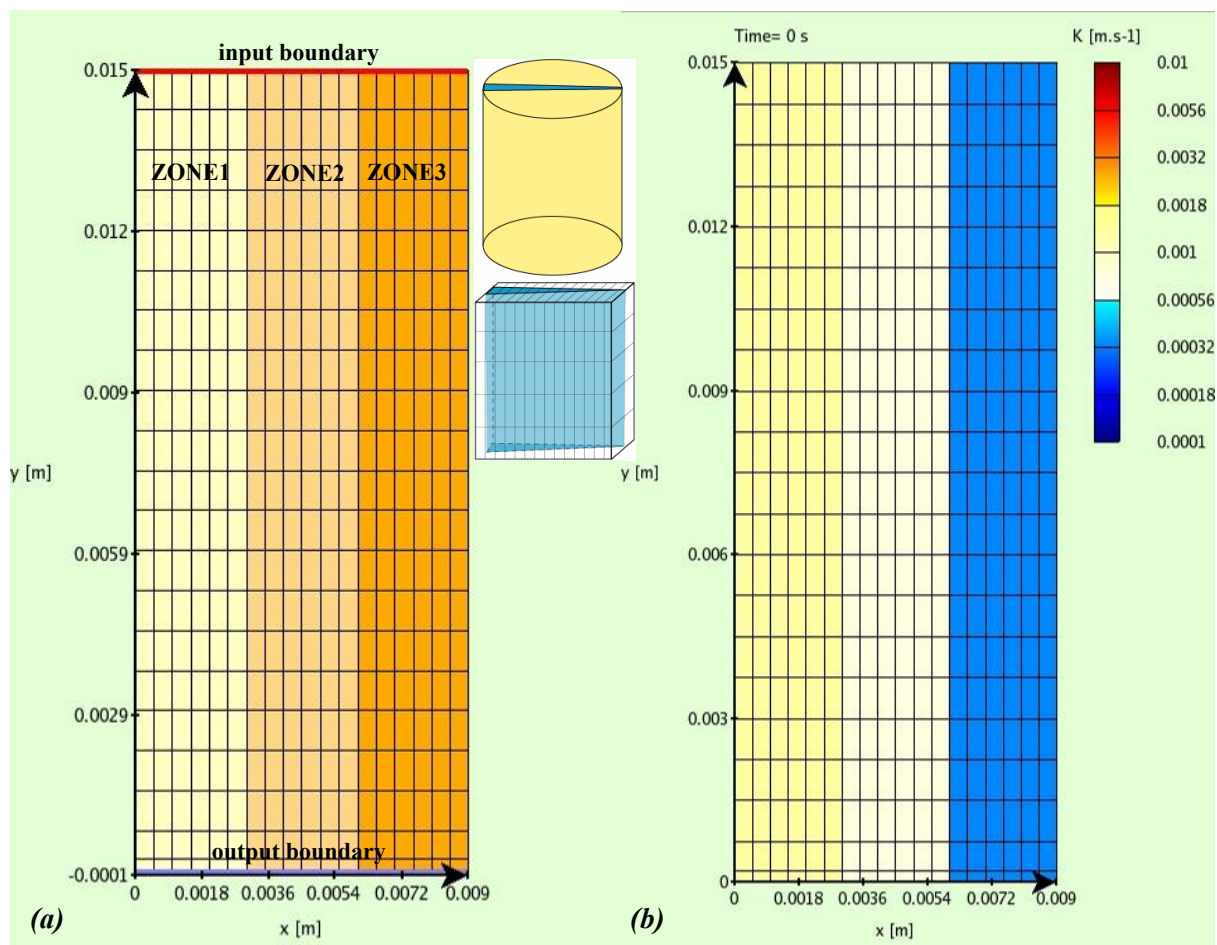 input boundary
0.015
ZONE1 ZONE2 ZONE3
0.012
0.009
y [m]
0.0059
0.0029
output boundary
-0.0001
0 0.0018 0.0036 0.0054 0.0072 0.009
(a)
x [m]
Time= 0 s
K [m.s-1]
0.015
0.012
0.009
y [m]
0.006
0.003
0
0 0.0018 0.0036 0.0054 0.0072 0.009
(b)
x [m]
0.01
0.0056
0.0032
0.0018
0.001
0.00056
0.00032
0.00018
0.0001